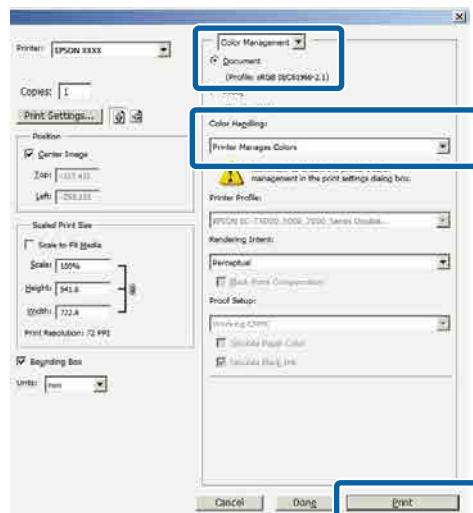 Printer: EPSON XXXX
Copies: 1
Print Settings...
Position
Center Image
Top:
Left:
Scaled Print Size
Scale to Fit Media
Scale: 100%
Height: 941.6
Width: 722.4
Print Resolution: 72 PPI
Bounding Box
Units: mm
Color Management
Document
(Profile: sRGB IEC61966-2.1)
Color Handling:
Printer Manages Colors
management in the print settings dialog box.
Printer Profile:
Rendering Intent:
Perceptual
Black Point Compensation
Proof Setup:
Working CMYK
Simulate Paper Color
Simulate Black Ink
Cancel
Done
Print